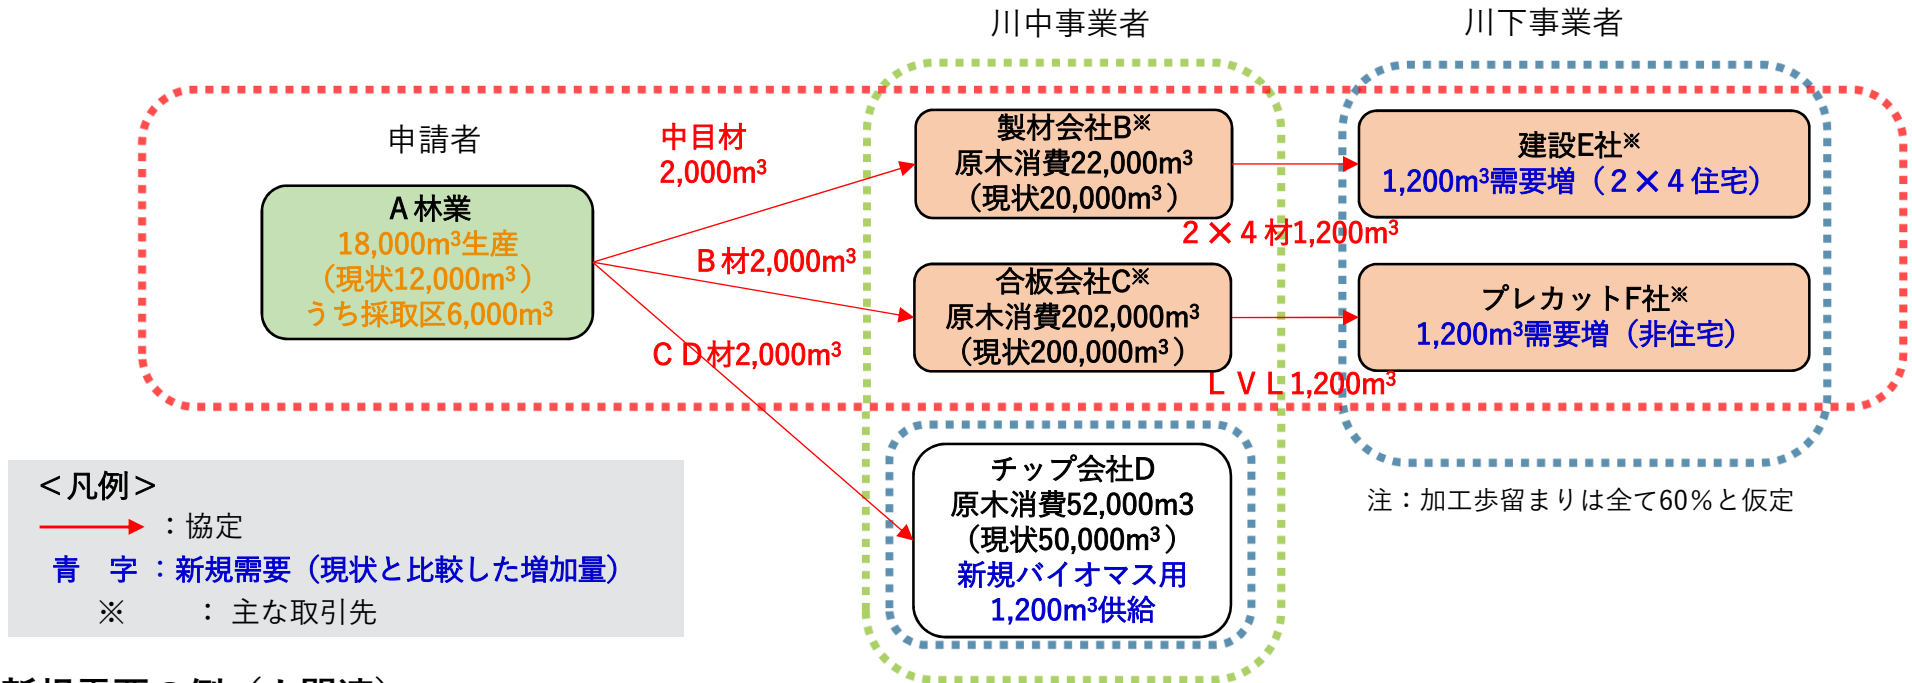 川中事業者
川下事業者
申請者
A林業
18,000m³生産
（現状12,000m³）
うち採取区6,000m³
中目材
2,000m³
B材2,000m³
CD材2,000m³
製材会社B※
原木消費22,000m³
（現状20,000m³）
2×4材1,200m³
合板会社C※
原木消費202,000m³
（現状200,000m³）
LVL1,200m³
チップ会社D
原木消費52,000m3
（現状50,000m³）
新規バイオマス用
1,200m³供給
建設E社※
1,200m³需要増（2×4住宅）
プレカットF社※
1,200m³需要増（非住宅）
注：加工歩留まりは全て60%と仮定
＜凡例＞
：協定
青　字：新規需要（現状と比較した増加量）
※　：主な取引先